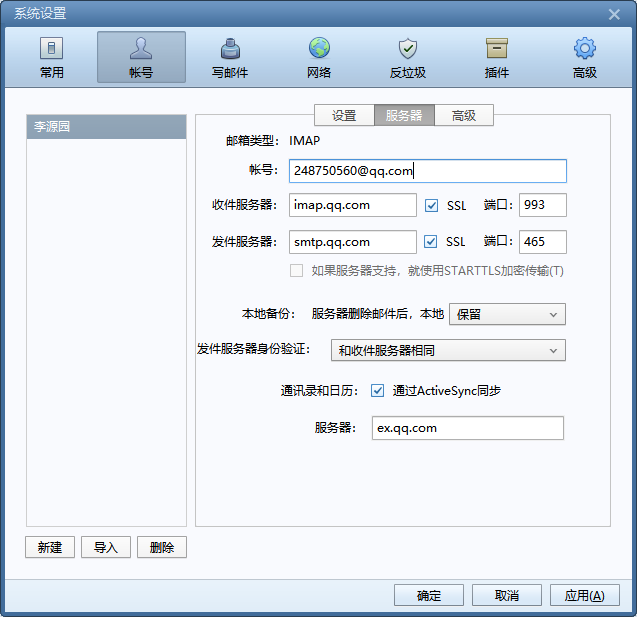 系统设置
常用 帐号 写邮件 网络 反垃圾 插件 高级
李源园
设置 服务器 高级
邮箱类型: IMAP
帐号: 248750560@qq.com
收件服务器: imap.qq.com SSL 端口: 993
发件服务器: smtp.qq.com SSL 端口: 465
如果服务器支持，就使用STARTTLS加密传输(T)
本地备份: 服务器删除邮件后，本地 保留
发件服务器身份验证: 和收件服务器相同
通讯录和日历: 通过ActiveSync同步
服务器: ex.qq.com
新建 导入 删除
确定 取消 应用(A)